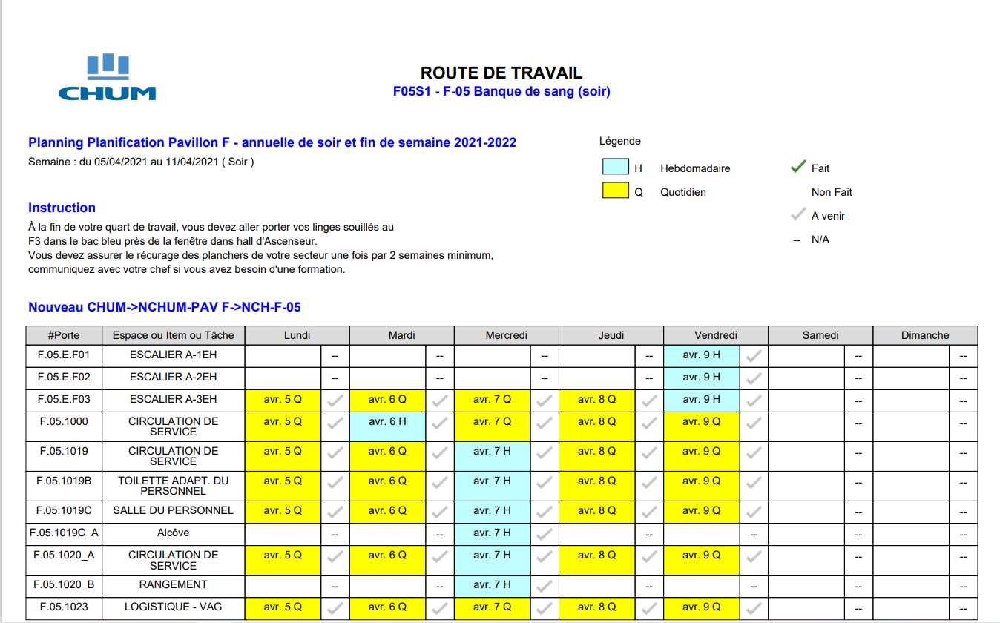 CHUM
ROUTE DE TRAVAIL
F05S1 - F-05 Banque de sang (soir)
Planning Planification Pavillon F - annuelle de soir et fin de semaine 2021-2022
Semaine : du 05/04/2021 au 11/04/2021 ( Soir )
Légende
H Hebdomadaire Fait
Q Quotidien Non Fait
A venir
-- N/A
Instruction
À la fin de votre quart de travail, vous devez aller porter vos linges souillés au
F3 dans le bac bleu près de la fenêtre dans hall d'Ascenseur.
Vous devez assurer le récurage des planchers de votre secteur une fois par 2 semaines minimum,
communiquez avec votre chef si vous avez besoin d'une formation.
Nouveau CHUM->NCHUM-PAV F->NCH-F-05
#Porte Espace ou Item ou Tâche Lundi Mardi Mercredi Jeudi Vendredi Samedi Dimanche
F.05.E.F01 ESCALIER A-1EH -- -- -- -- avr. 9 H -- --
F.05.E.F02 ESCALIER A-2EH -- -- -- -- avr. 9 H -- --
F.05.E.F03 ESCALIER A-3EH avr. 5 Q avr. 6 Q avr. 7 Q avr. 8 Q avr. 9 H -- --
F.05.1000 CIRCULATION DE SERVICE avr. 5 Q avr. 6 H avr. 7 Q avr. 8 Q avr. 9 Q -- --
F.05.1019 CIRCULATION DE SERVICE avr. 5 Q avr. 6 Q avr. 7 H avr. 8 Q avr. 9 Q -- --
F.05.1019B TOILETTE ADAPT. DU PERSONNEL avr. 5 Q avr. 6 Q avr. 7 H avr. 8 Q avr. 9 Q -- --
F.05.1019C SALLE DU PERSONNEL avr. 5 Q avr. 6 Q avr. 7 H avr. 8 Q avr. 9 Q -- --
F.05.1019C_A Alcôve -- -- avr. 7 H -- -- -- --
F.05.1020_A CIRCULATION DE SERVICE avr. 5 Q avr. 6 Q avr. 7 H avr. 8 Q avr. 9 Q -- --
F.05.1020_B RANGEMENT -- -- avr. 7 H -- -- -- --
F.05.1023 LOGISTIQUE - VAG avr. 5 Q avr. 6 Q avr. 7 Q avr. 8 Q avr. 9 Q -- --